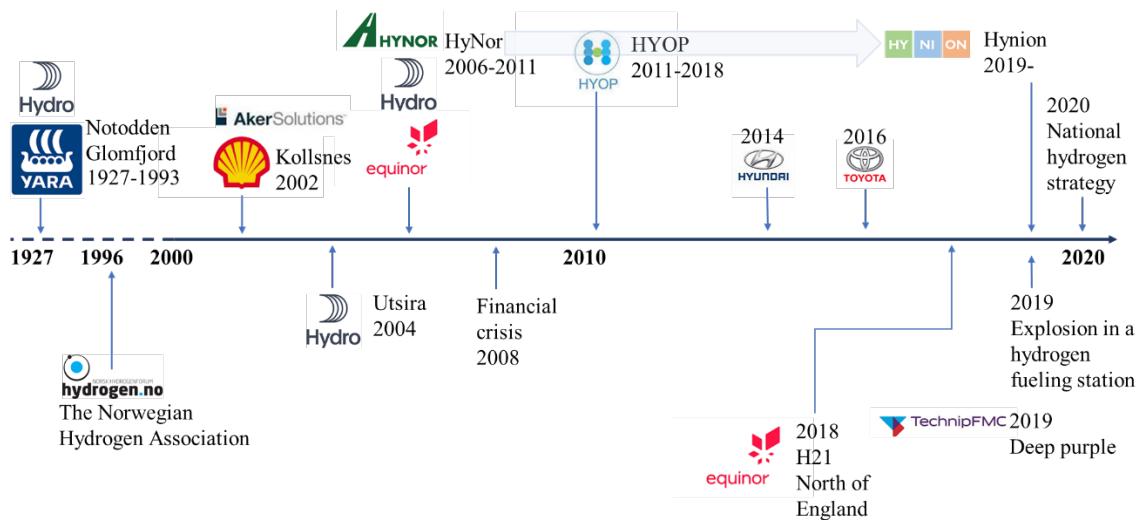 HYNOR
HyNor
2006-2011
HYOP
HYOP
2011-2018
HY NI ON
Hynion
2019-
Hydro
YARA
Notodden
Glomfjord
1927-1993
AkerSolutions
Kollsnes
2002
Hydro
equinor
2014
HYUNDAI
2016
TOYOTA
2020
National
hydrogen
strategy
1927
1996
2000
2010
2020
Hydro
Utsira
2004
Financial
crisis
2008
2019
Explosion in a
hydrogen
fueling station
NORSK HYDROGENFORUM
hydrogen.no
The Norwegian
Hydrogen Association
equinor
2018
H21
North of
England
TechnipFMC
2019
Deep purple